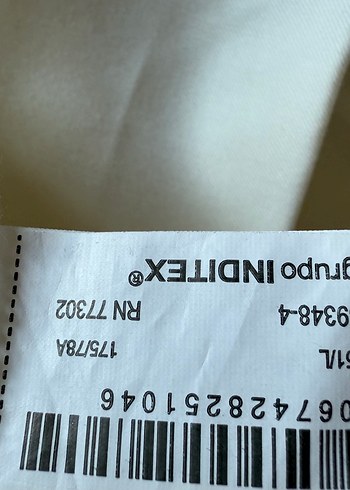 067428251046
175/78A
9348-4 RN 77302
grupo INDITEX®